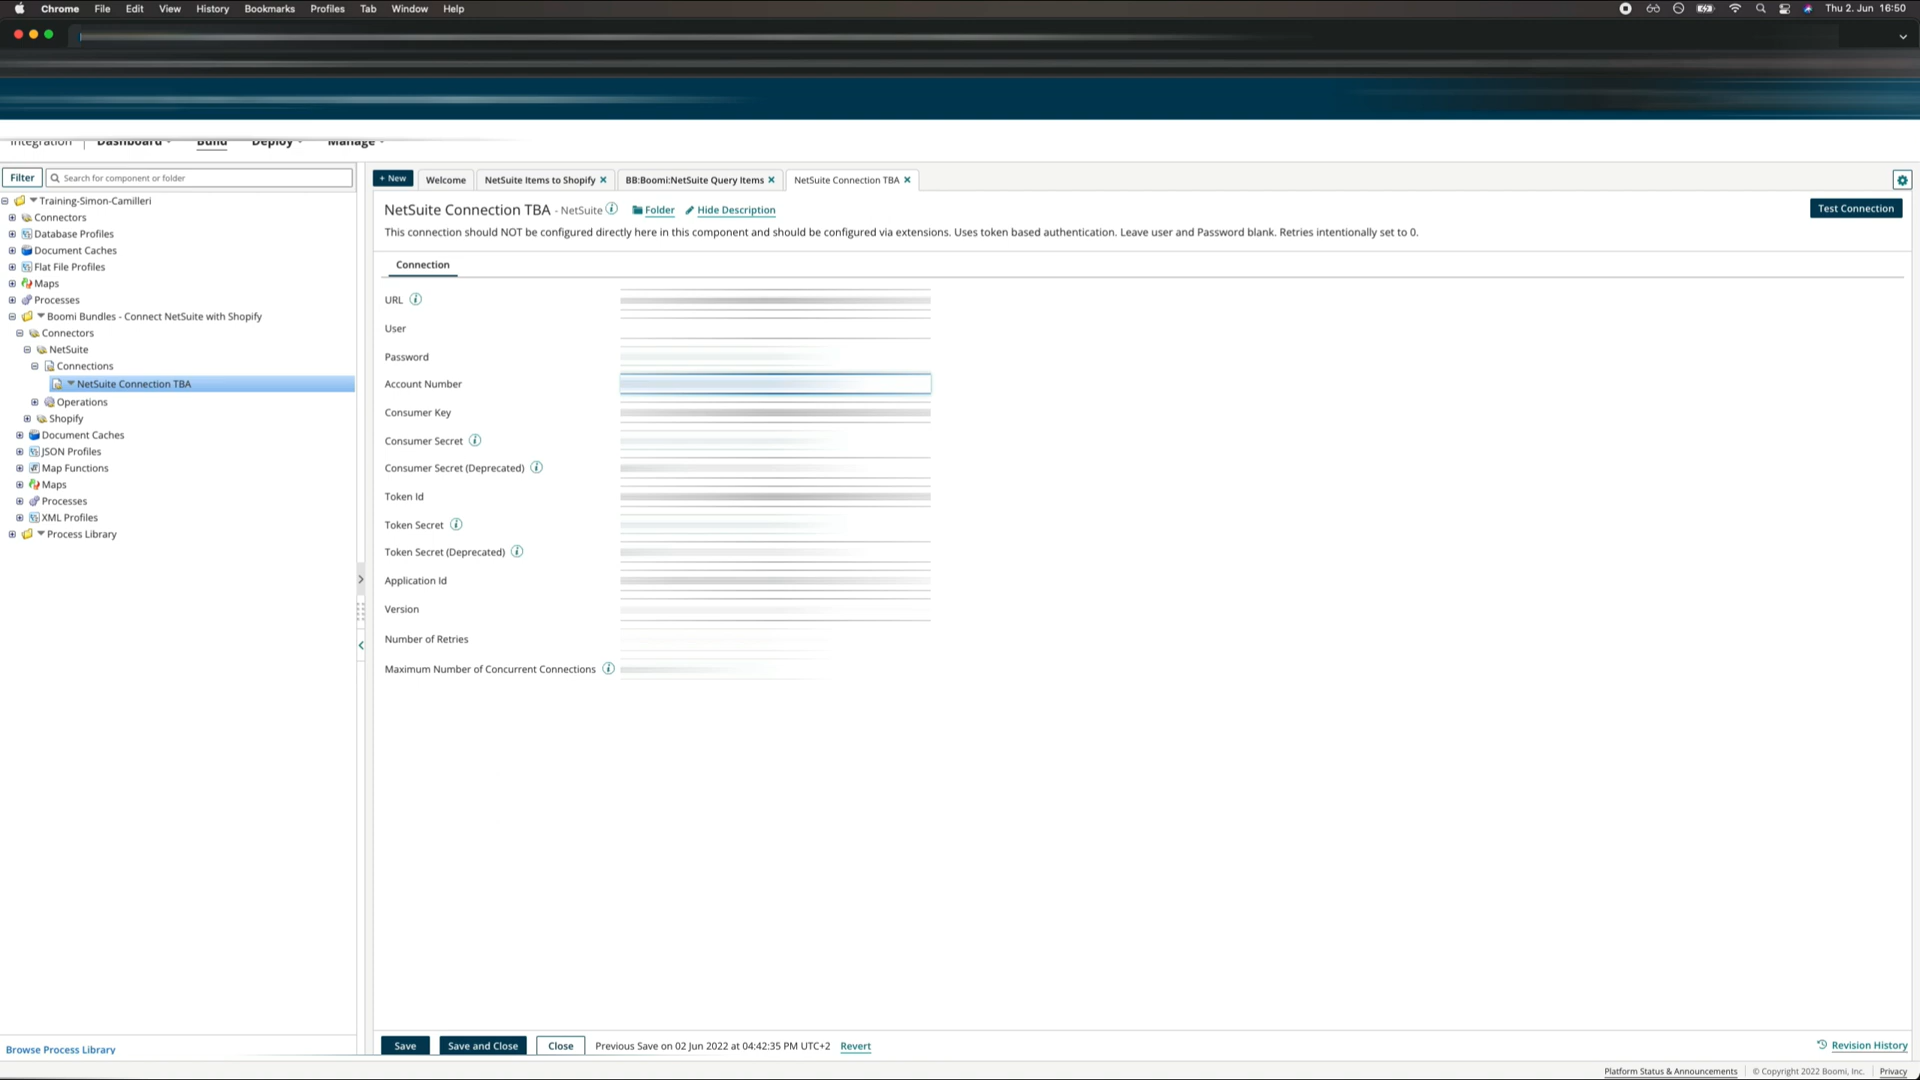 Chrome File Edit View History Bookmarks Profiles Tab Window Help Thu 2. Jun 16:50
Integration Dashboard Build Deploy Manage
Filter Search for component or folder
Training-Simon-Camilleri
Connectors
Database Profiles
Document Caches
Flat File Profiles
Maps
Processes
Boomi Bundles - Connect NetSuite with Shopify
Connectors
NetSuite
Connections
NetSuite Connection TBA
Operations
Shopify
Document Caches
JSON Profiles
Map Functions
Maps
Processes
XML Profiles
Process Library
Browse Process Library
+ New Welcome NetSuite Items to Shopify BB:Boomi:NetSuite Query Items NetSuite Connection TBA
NetSuite Connection TBA - NetSuite Folder Hide Description Test Connection
This connection should NOT be configured directly here in this component and should be configured via extensions. Uses token based authentication. Leave user and Password blank. Retries intentionally set to 0.
Connection
URL
User
Password
Account Number
Consumer Key
Consumer Secret
Consumer Secret (Deprecated)
Token Id
Token Secret
Token Secret (Deprecated)
Application Id
Version
Number of Retries
Maximum Number of Concurrent Connections
Save Save and Close Close Previous Save on 02 Jun 2022 at 04:42:35 PM UTC+2 Revert Revision History
Platform Status & Announcements © Copyright 2022 Boomi, Inc. Privacy